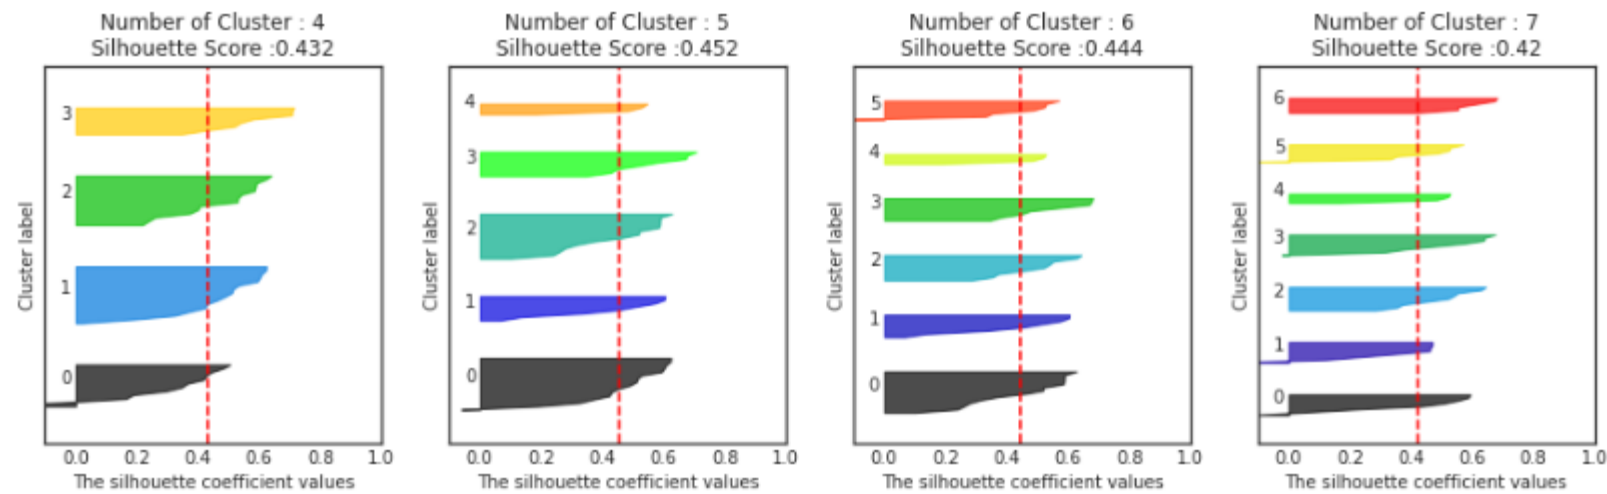 Number of Cluster : 4
Silhouette Score :0.432
3
2
1
0
Cluster label
0.0 0.2 0.4 0.6 0.8 1.0
The silhouette coefficient values
Number of Cluster : 5
Silhouette Score :0.452
4
3
2
1
0
Cluster label
0.0 0.2 0.4 0.6 0.8 1.0
The silhouette coefficient values
Number of Cluster : 6
Silhouette Score :0.444
5
4
3
2
1
0
Cluster label
0.0 0.2 0.4 0.6 0.8 1.0
The silhouette coefficient values
Number of Cluster : 7
Silhouette Score :0.42
6
5
4
3
2
1
0
Cluster label
0.0 0.2 0.4 0.6 0.8 1.0
The silhouette coefficient values